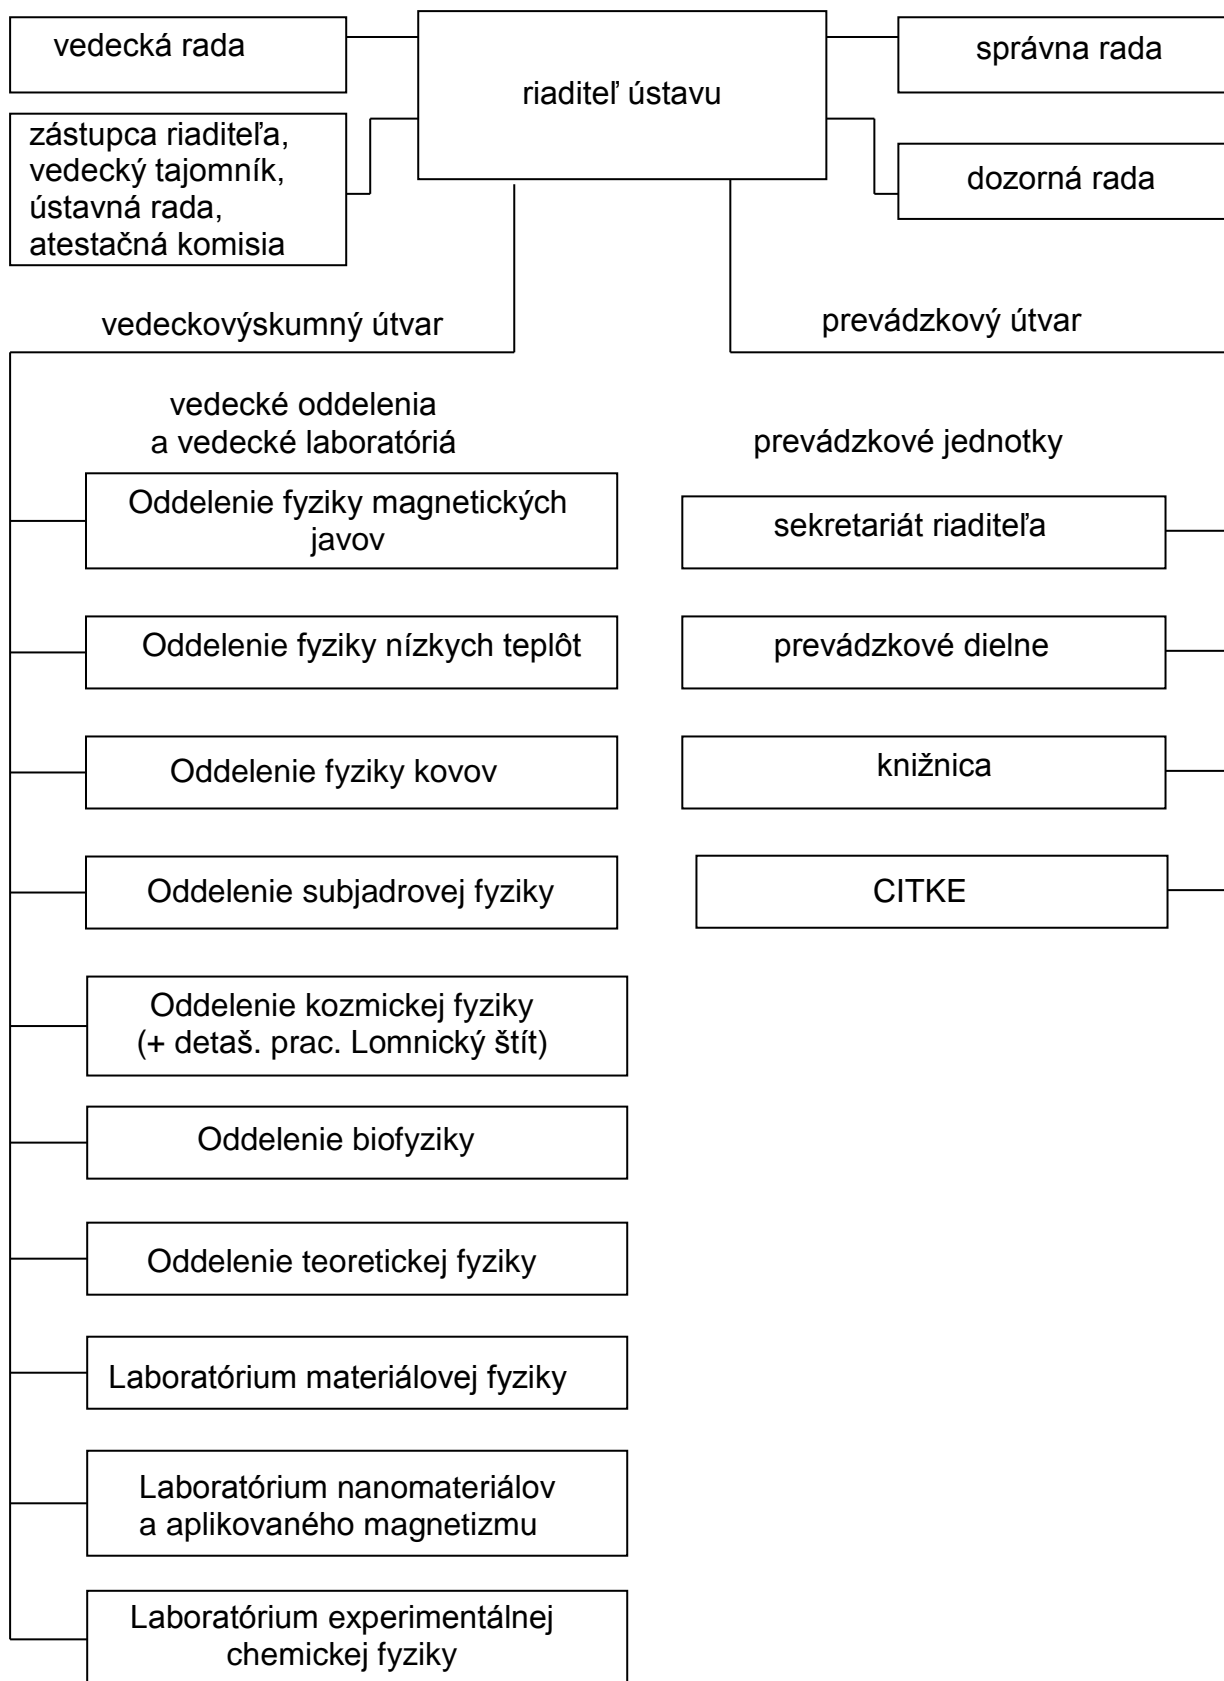 vedecká rada
riaditeľ ústavu
správna rada
zástupca riaditeľa,
vedecký tajomník,
ústavná rada,
atestačná komisia
dozorná rada
vedeckovýskumný útvar
prevádzkový útvar
vedecké oddelenia
a vedecké laboratóriá
prevádzkové jednotky
Oddelenie fyziky magnetických
javov
sekretariát riaditeľa
Oddelenie fyziky nízkych teplôt
prevádzkové dielne
Oddelenie fyziky kovov
knižnica
Oddelenie subjadrovej fyziky
CITKE
Oddelenie kozmickej fyziky
(+ detaš. prac. Lomnický štít)
Oddelenie biofyziky
Oddelenie teoretickej fyziky
Laboratórium materiálovej fyziky
Laboratórium nanomateriálov
a aplikovaného magnetizmu
Laboratórium experimentálnej
chemickej fyziky